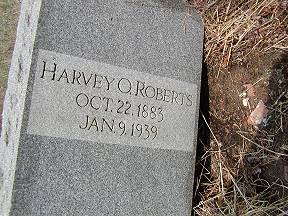 HARVEY O. ROBERTS
OCT. 22, 1883
JAN. 9, 1939